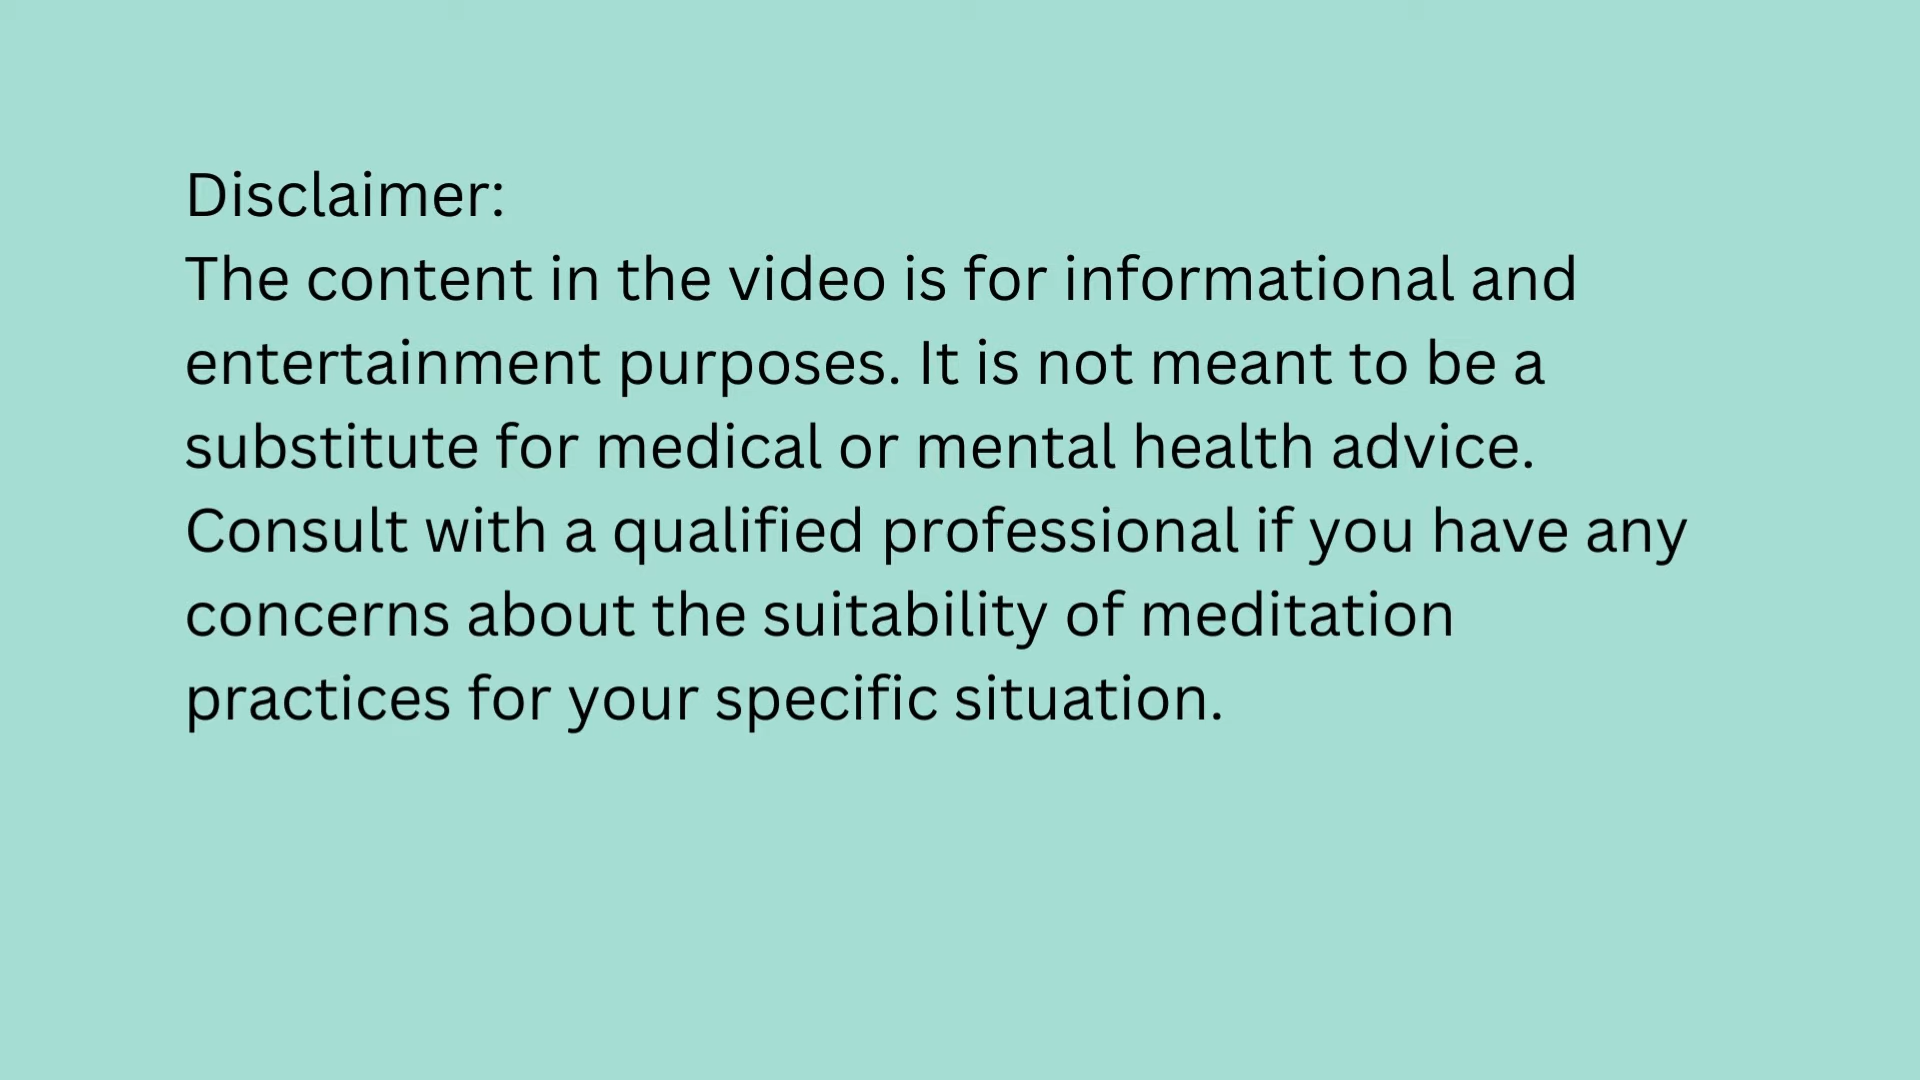 Disclaimer:
The content in the video is for informational and
entertainment purposes. It is not meant to be a
substitute for medical or mental health advice.
Consult with a qualified professional if you have any
concerns about the suitability of meditation
practices for your specific situation.